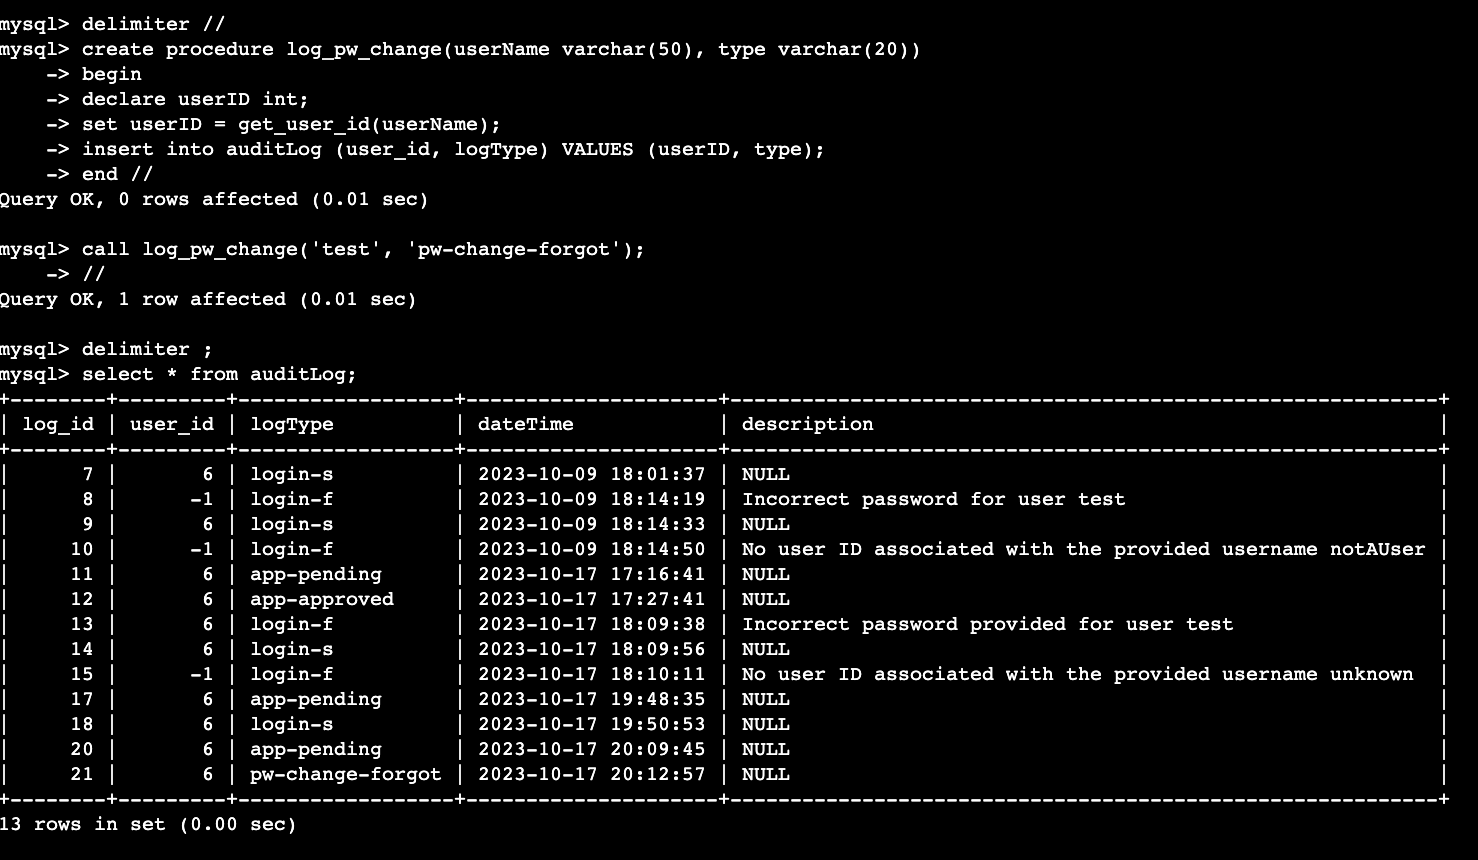 mysql> delimiter //
mysql> create procedure log_pw_change(userName varchar(50), type varchar(20))
    -> begin
    -> declare userID int;
    -> set userID = get_user_id(userName);
    -> insert into auditLog (user_id, logType) VALUES (userID, type);
    -> end //
Query OK, 0 rows affected (0.01 sec)

mysql> call log_pw_change('test', 'pw-change-forgot');
    -> //
Query OK, 1 row affected (0.01 sec)

mysql> delimiter ;
mysql> select * from auditLog;
+--------+---------+------------------+---------------------+-----------------------------------------------------------+
| log_id | user_id | logType          | dateTime            | description                                               |
+--------+---------+------------------+---------------------+-----------------------------------------------------------+
|      7 |       6 | login-s          | 2023-10-09 18:01:37 | NULL                                                      |
|      8 |      -1 | login-f          | 2023-10-09 18:14:19 | Incorrect password for user test                          |
|      9 |       6 | login-s          | 2023-10-09 18:14:33 | NULL                                                      |
|     10 |      -1 | login-f          | 2023-10-09 18:14:50 | No user ID associated with the provided username notAUser |
|     11 |       6 | app-pending      | 2023-10-17 17:16:41 | NULL                                                      |
|     12 |       6 | app-approved     | 2023-10-17 17:27:41 | NULL                                                      |
|     13 |       6 | login-f          | 2023-10-17 18:09:38 | Incorrect password provided for user test                 |
|     14 |       6 | login-s          | 2023-10-17 18:09:56 | NULL                                                      |
|     15 |      -1 | login-f          | 2023-10-17 18:10:11 | No user ID associated with the provided username unknown  |
|     17 |       6 | app-pending      | 2023-10-17 19:48:35 | NULL                                                      |
|     18 |       6 | login-s          | 2023-10-17 19:50:53 | NULL                                                      |
|     20 |       6 | app-pending      | 2023-10-17 20:09:45 | NULL                                                      |
|     21 |       6 | pw-change-forgot | 2023-10-17 20:12:57 | NULL                                                      |
+--------+---------+------------------+---------------------+-----------------------------------------------------------+
13 rows in set (0.00 sec)